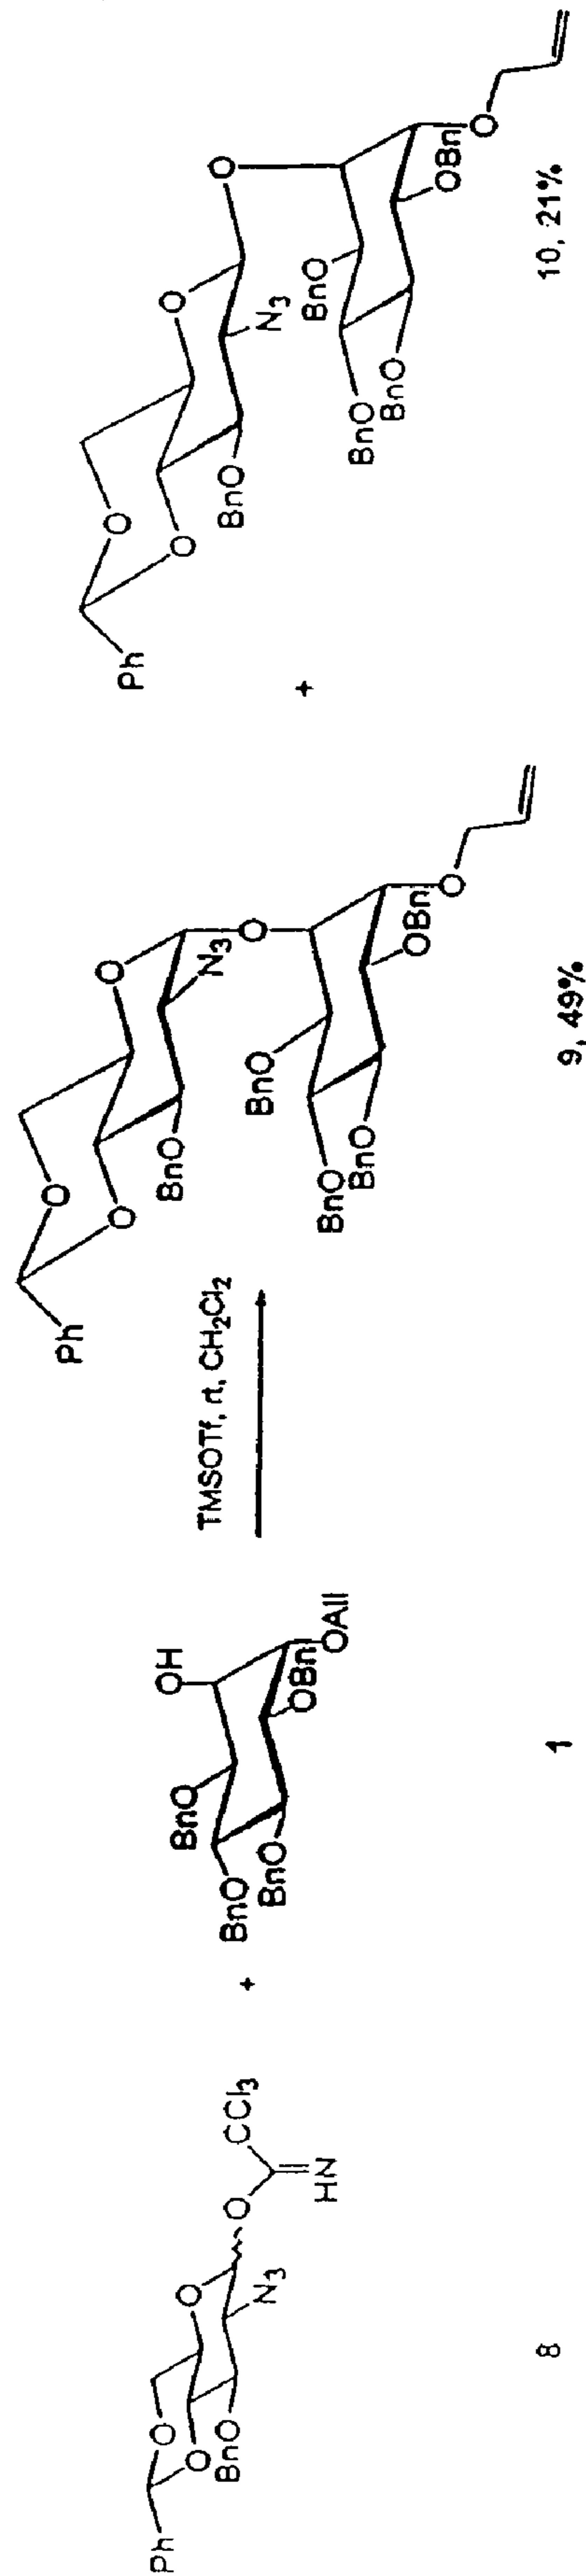 Ph
O
O
O
BnO
N₃
O
CCl₃
HN
8
+
BnO
OH
BnO
BnO
OBn
OAll
1
TMSOTf, rt, CH₂Cl₂
Ph
O
O
O
BnO
N₃
O
BnO
BnO
BnO
OBn
O
9, 49%
+
Ph
O
O
O
BnO
N₃
O
BnO
BnO
BnO
OBn
O
10, 21%